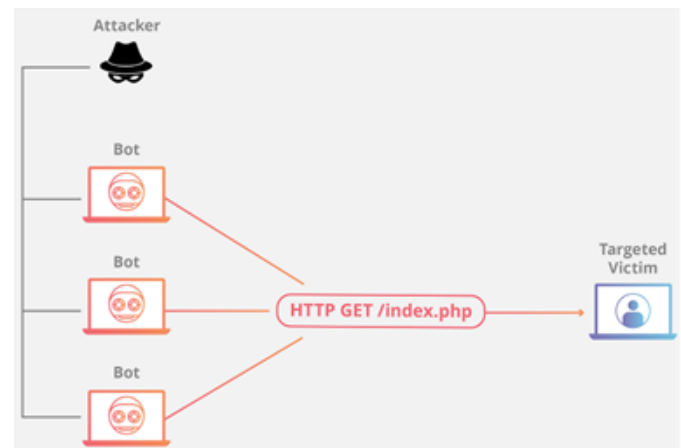 Attacker
Bot
Bot
HTTP GET /index.php
Targeted
Victim
Bot